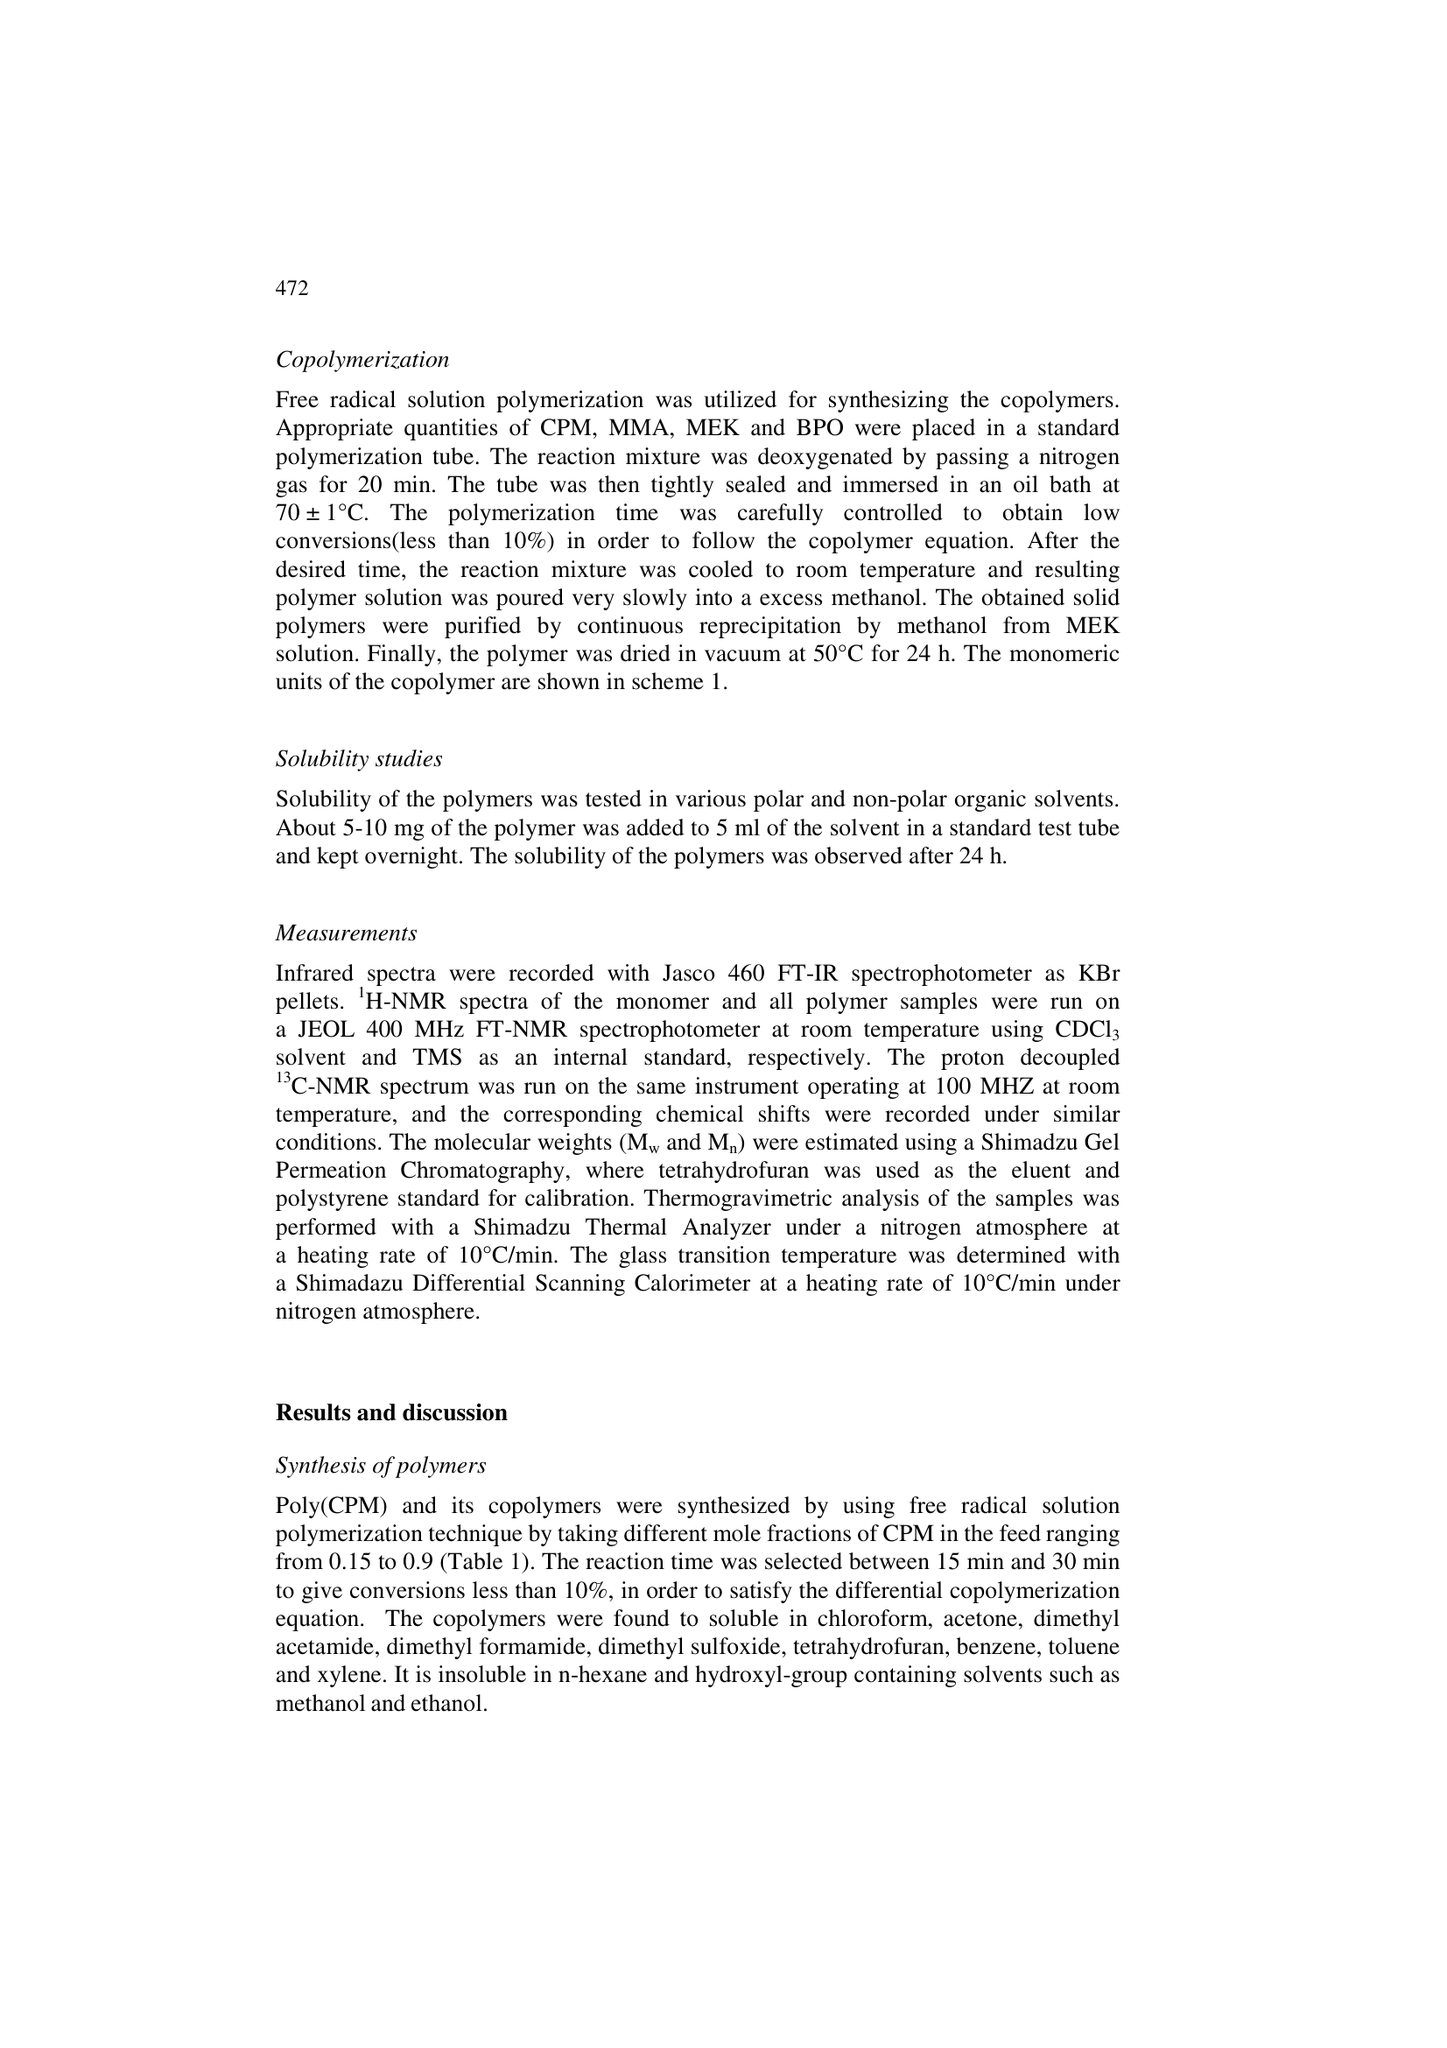 472
Copolymerization
Free radical solution polymerization was utilized for synthesizing the copolymers.
Appropriate quantities of CPM, MMA, MEK and BPO were placed in a standard
polymerization tube. The reaction mixture was deoxygenated by passing a nitrogen
gas for 20 min. The tube was then tightly sealed and immersed in an oil bath at
70 ± 1°C. The polymerization time was carefully controlled to obtain low
conversions(less than 10%) in order to follow the copolymer equation. After the
desired time, the reaction mixture was cooled to room temperature and resulting
polymer solution was poured very slowly into a excess methanol. The obtained solid
polymers were purified by continuous reprecipitation by methanol from MEK
solution. Finally, the polymer was dried in vacuum at 50°C for 24 h. The monomeric
units of the copolymer are shown in scheme 1.
Solubility studies
Solubility of the polymers was tested in various polar and non-polar organic solvents.
About 5-10 mg of the polymer was added to 5 ml of the solvent in a standard test tube
and kept overnight. The solubility of the polymers was observed after 24 h.
Measurements
Infrared spectra were recorded with Jasco 460 FT-IR spectrophotometer as KBr
pellets. ¹H-NMR spectra of the monomer and all polymer samples were run on
a JEOL 400 MHz FT-NMR spectrophotometer at room temperature using CDCl₃
solvent and TMS as an internal standard, respectively. The proton decoupled
¹³C-NMR spectrum was run on the same instrument operating at 100 MHZ at room
temperature, and the corresponding chemical shifts were recorded under similar
conditions. The molecular weights (M_w and M_n) were estimated using a Shimadzu Gel
Permeation Chromatography, where tetrahydrofuran was used as the eluent and
polystyrene standard for calibration. Thermogravimetric analysis of the samples was
performed with a Shimadzu Thermal Analyzer under a nitrogen atmosphere at
a heating rate of 10°C/min. The glass transition temperature was determined with
a Shimadazu Differential Scanning Calorimeter at a heating rate of 10°C/min under
nitrogen atmosphere.
Results and discussion
Synthesis of polymers
Poly(CPM) and its copolymers were synthesized by using free radical solution
polymerization technique by taking different mole fractions of CPM in the feed ranging
from 0.15 to 0.9 (Table 1). The reaction time was selected between 15 min and 30 min
to give conversions less than 10%, in order to satisfy the differential copolymerization
equation. The copolymers were found to soluble in chloroform, acetone, dimethyl
acetamide, dimethyl formamide, dimethyl sulfoxide, tetrahydrofuran, benzene, toluene
and xylene. It is insoluble in n-hexane and hydroxyl-group containing solvents such as
methanol and ethanol.